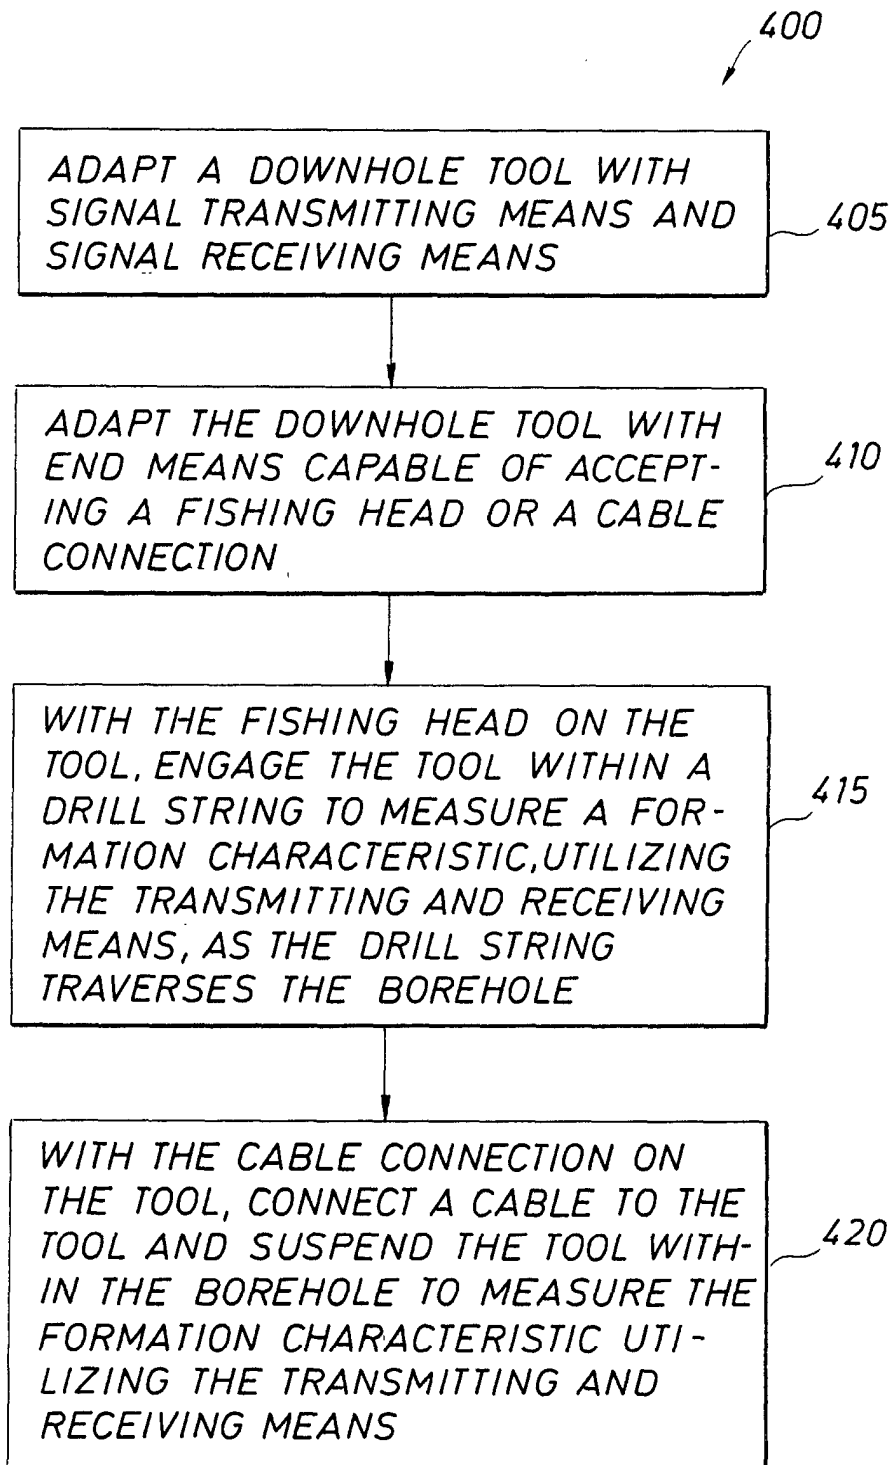 400
ADAPT A DOWNHOLE TOOL WITH
SIGNAL TRANSMITTING MEANS AND
SIGNAL RECEIVING MEANS
405
ADAPT THE DOWNHOLE TOOL WITH
END MEANS CAPABLE OF ACCEPT-
ING A FISHING HEAD OR A CABLE
CONNECTION
410
WITH THE FISHING HEAD ON THE
TOOL, ENGAGE THE TOOL WITHIN A
DRILL STRING TO MEASURE A FOR-
MATION CHARACTERISTIC, UTILIZING
THE TRANSMITTING AND RECEIVING
MEANS, AS THE DRILL STRING
TRAVERSES THE BOREHOLE
415
WITH THE CABLE CONNECTION ON
THE TOOL, CONNECT A CABLE TO THE
TOOL AND SUSPEND THE TOOL WITH-
IN THE BOREHOLE TO MEASURE THE
FORMATION CHARACTERISTIC UTI-
LIZING THE TRANSMITTING AND
RECEIVING MEANS
420